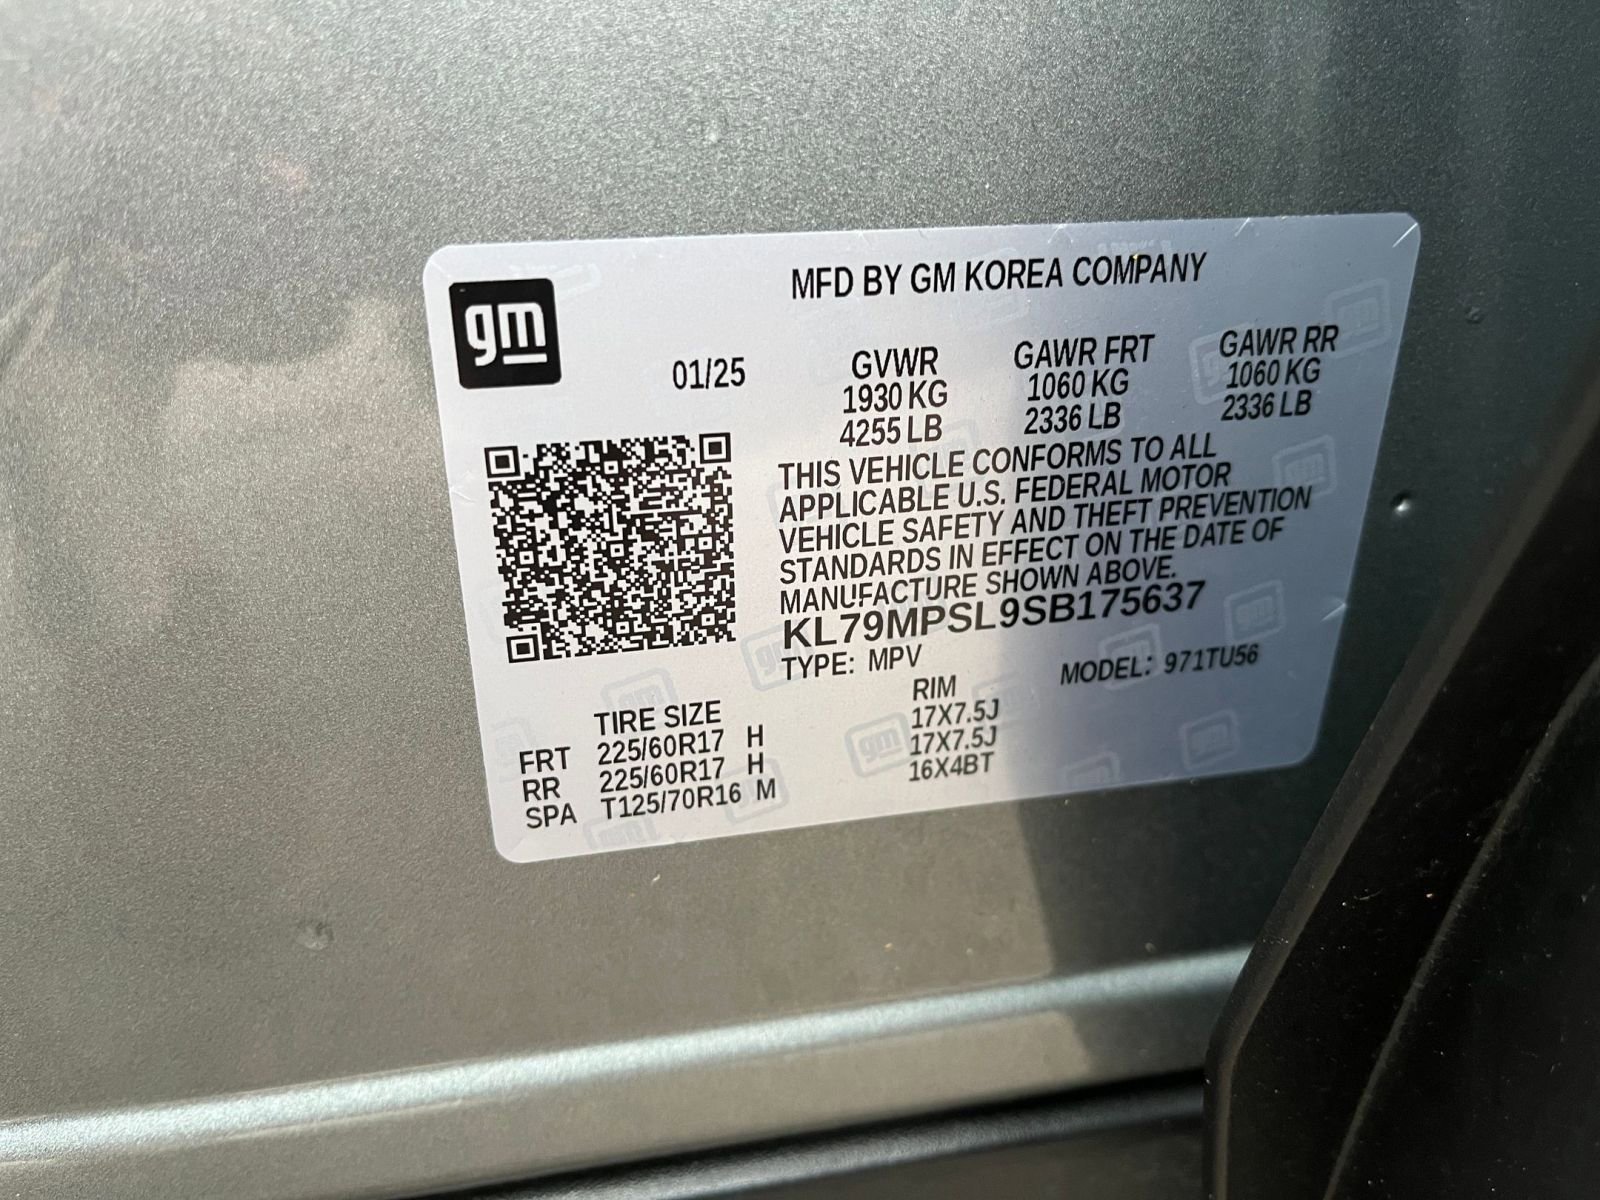 gm
MFD BY GM KOREA COMPANY
01/25
GVWR GAWR FRT GAWR RR
1930 KG 1060 KG 1060 KG
4255 LB 2336 LB 2336 LB
THIS VEHICLE CONFORMS TO ALL
APPLICABLE U.S. FEDERAL MOTOR
VEHICLE SAFETY AND THEFT PREVENTION
STANDARDS IN EFFECT ON THE DATE OF
MANUFACTURE SHOWN ABOVE.
KL79MPSL9SB175637
TYPE: MPV MODEL: 971TU56
TIRE SIZE RIM
FRT 225/60R17 H 17X7.5J
RR 225/60R17 H 17X7.5J
SPA T125/70R16 M 16X4BT